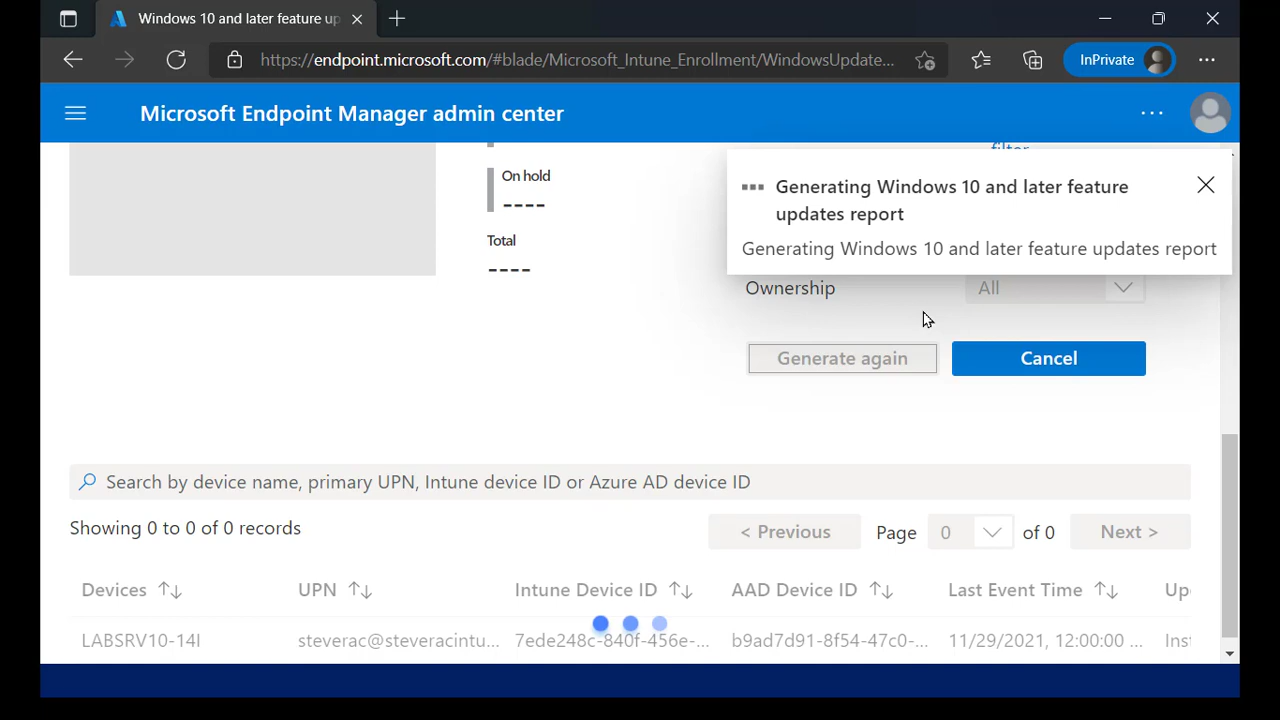 Windows 10 and later feature up
https://endpoint.microsoft.com/#blade/Microsoft_Intune_Enrollment/WindowsUpdate...
InPrivate
Microsoft Endpoint Manager admin center
filter
On hold
----
Total
----
Generating Windows 10 and later feature
updates report
Generating Windows 10 and later feature updates report
Ownership
All
Generate again
Cancel
Search by device name, primary UPN, Intune device ID or Azure AD device ID
Showing 0 to 0 of 0 records
< Previous
Page
0
of 0
Next >
Devices
UPN
Intune Device ID
AAD Device ID
Last Event Time
Up
LABSRV10-14I
steverac@steveracintu...
7ede248c-840f-456e-...
b9ad7d91-8f54-47c0-...
11/29/2021, 12:00:00 ...
Ins